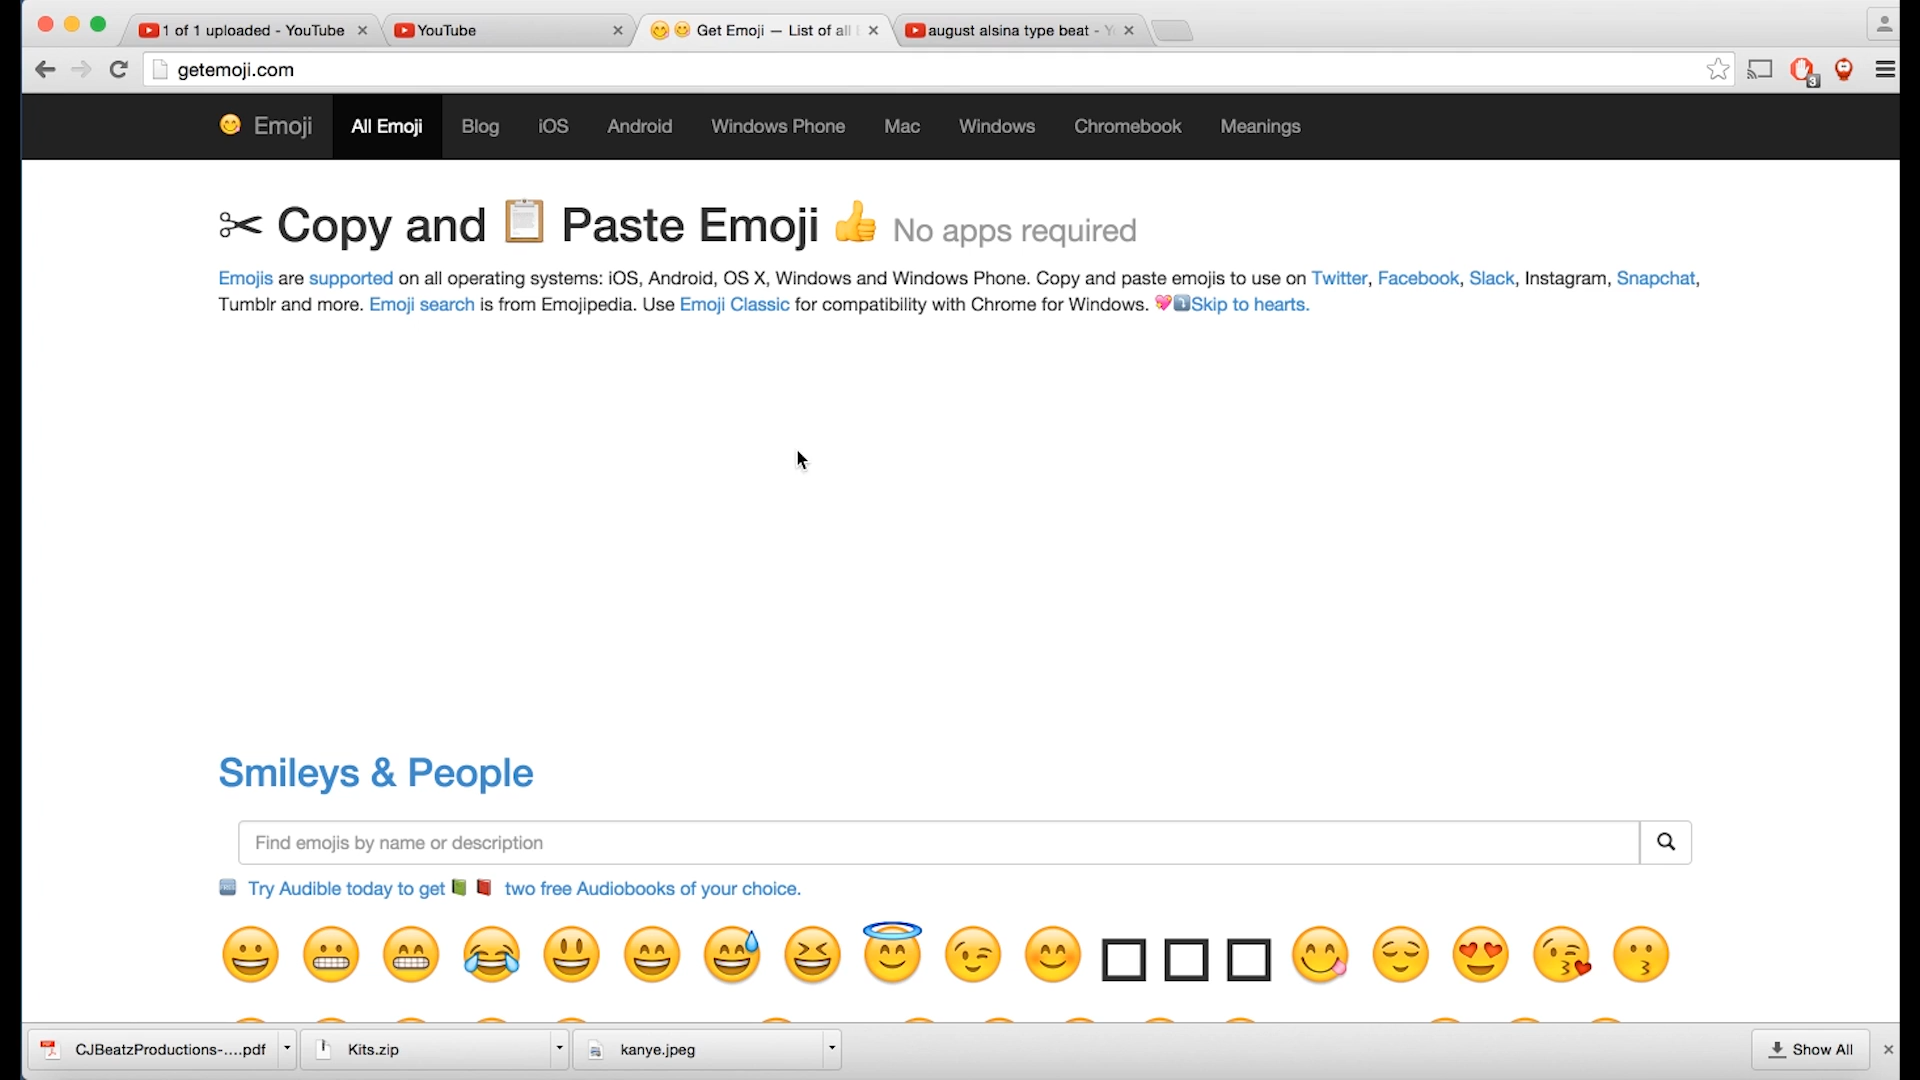 1 of 1 uploaded - YouTube
YouTube
Get Emoji — List of all
august alsina type beat - Y
getemoji.com
3
Emoji
All Emoji
Blog
iOS
Android
Windows Phone
Mac
Windows
Chromebook
Meanings
✂ Copy and 📋 Paste Emoji 👍 No apps required
Emojis are supported on all operating systems: iOS, Android, OS X, Windows and Windows Phone. Copy and paste emojis to use on Twitter, Facebook, Slack, Instagram, Snapchat,
Tumblr and more. Emoji search is from Emojipedia. Use Emoji Classic for compatibility with Chrome for Windows. 💖⤵Skip to hearts.
Smileys & People
Find emojis by name or description
Try Audible today to get 📗 📕 two free Audiobooks of your choice.
CJBeatzProductions-....pdf
Kits.zip
kanye.jpeg
Show All